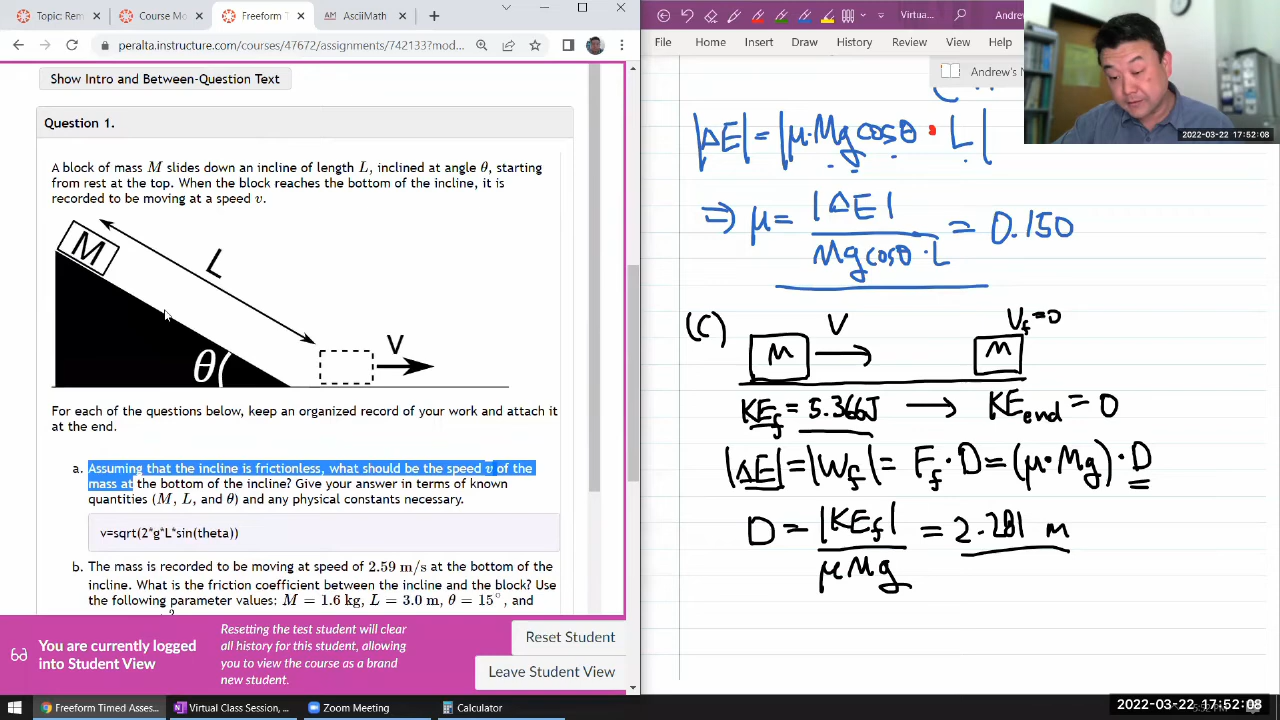 Topic Rem
Course Mo
Freeform T
AsciiMath
peralta.instructure.com/courses/47672/assignments/742133?mod...
Show Intro and Between-Question Text
Question 1.
A block of mass M slides down an incline of length L, inclined at angle θ, starting
from rest at the top. When the block reaches the bottom of the incline, it is
recorded to be moving at a speed v.
M
L
θ
V
For each of the questions below, keep an organized record of your work and attach it
at the end.
a. Assuming that the incline is frictionless, what should be the speed v of the
mass at the bottom of the incline? Give your answer in terms of known
quantities (M, L, and θ) and any physical constants necessary.
v=sqrt(2*g*L*sin(theta))
b. The mass is recorded to be moving at speed of 2.59 m/s at the bottom of the
incline. What is the friction coefficient between the incline and the block? Use
the following parameter values: M = 1.6 kg, L = 3.0 m, θ = 15°, and
You are currently logged
into Student View
Resetting the test student will clear
all history for this student, allowing
you to view the course as a brand
new student.
Reset Student
Leave Student View
Virtua...
Andre
File Home Insert Draw History Review View Help
Andrew's N
|ΔE| = |μ·Mg cosθ · L|
⇒ μ = |ΔE| / Mg cosθ · L = 0.150
(C)
M V
V_f = 0
M
KE_f = 5.366J → KE_end = 0
|ΔE| = |W_f| = F_f · D = (μ·Mg) · D
D = |KE_f| / μMg = 2.281 m
2022-03-22 17:52:08
Freeform Timed Asses...
Virtual Class Session, ...
Zoom Meeting
Calculator
2022-03-22 17:52:08